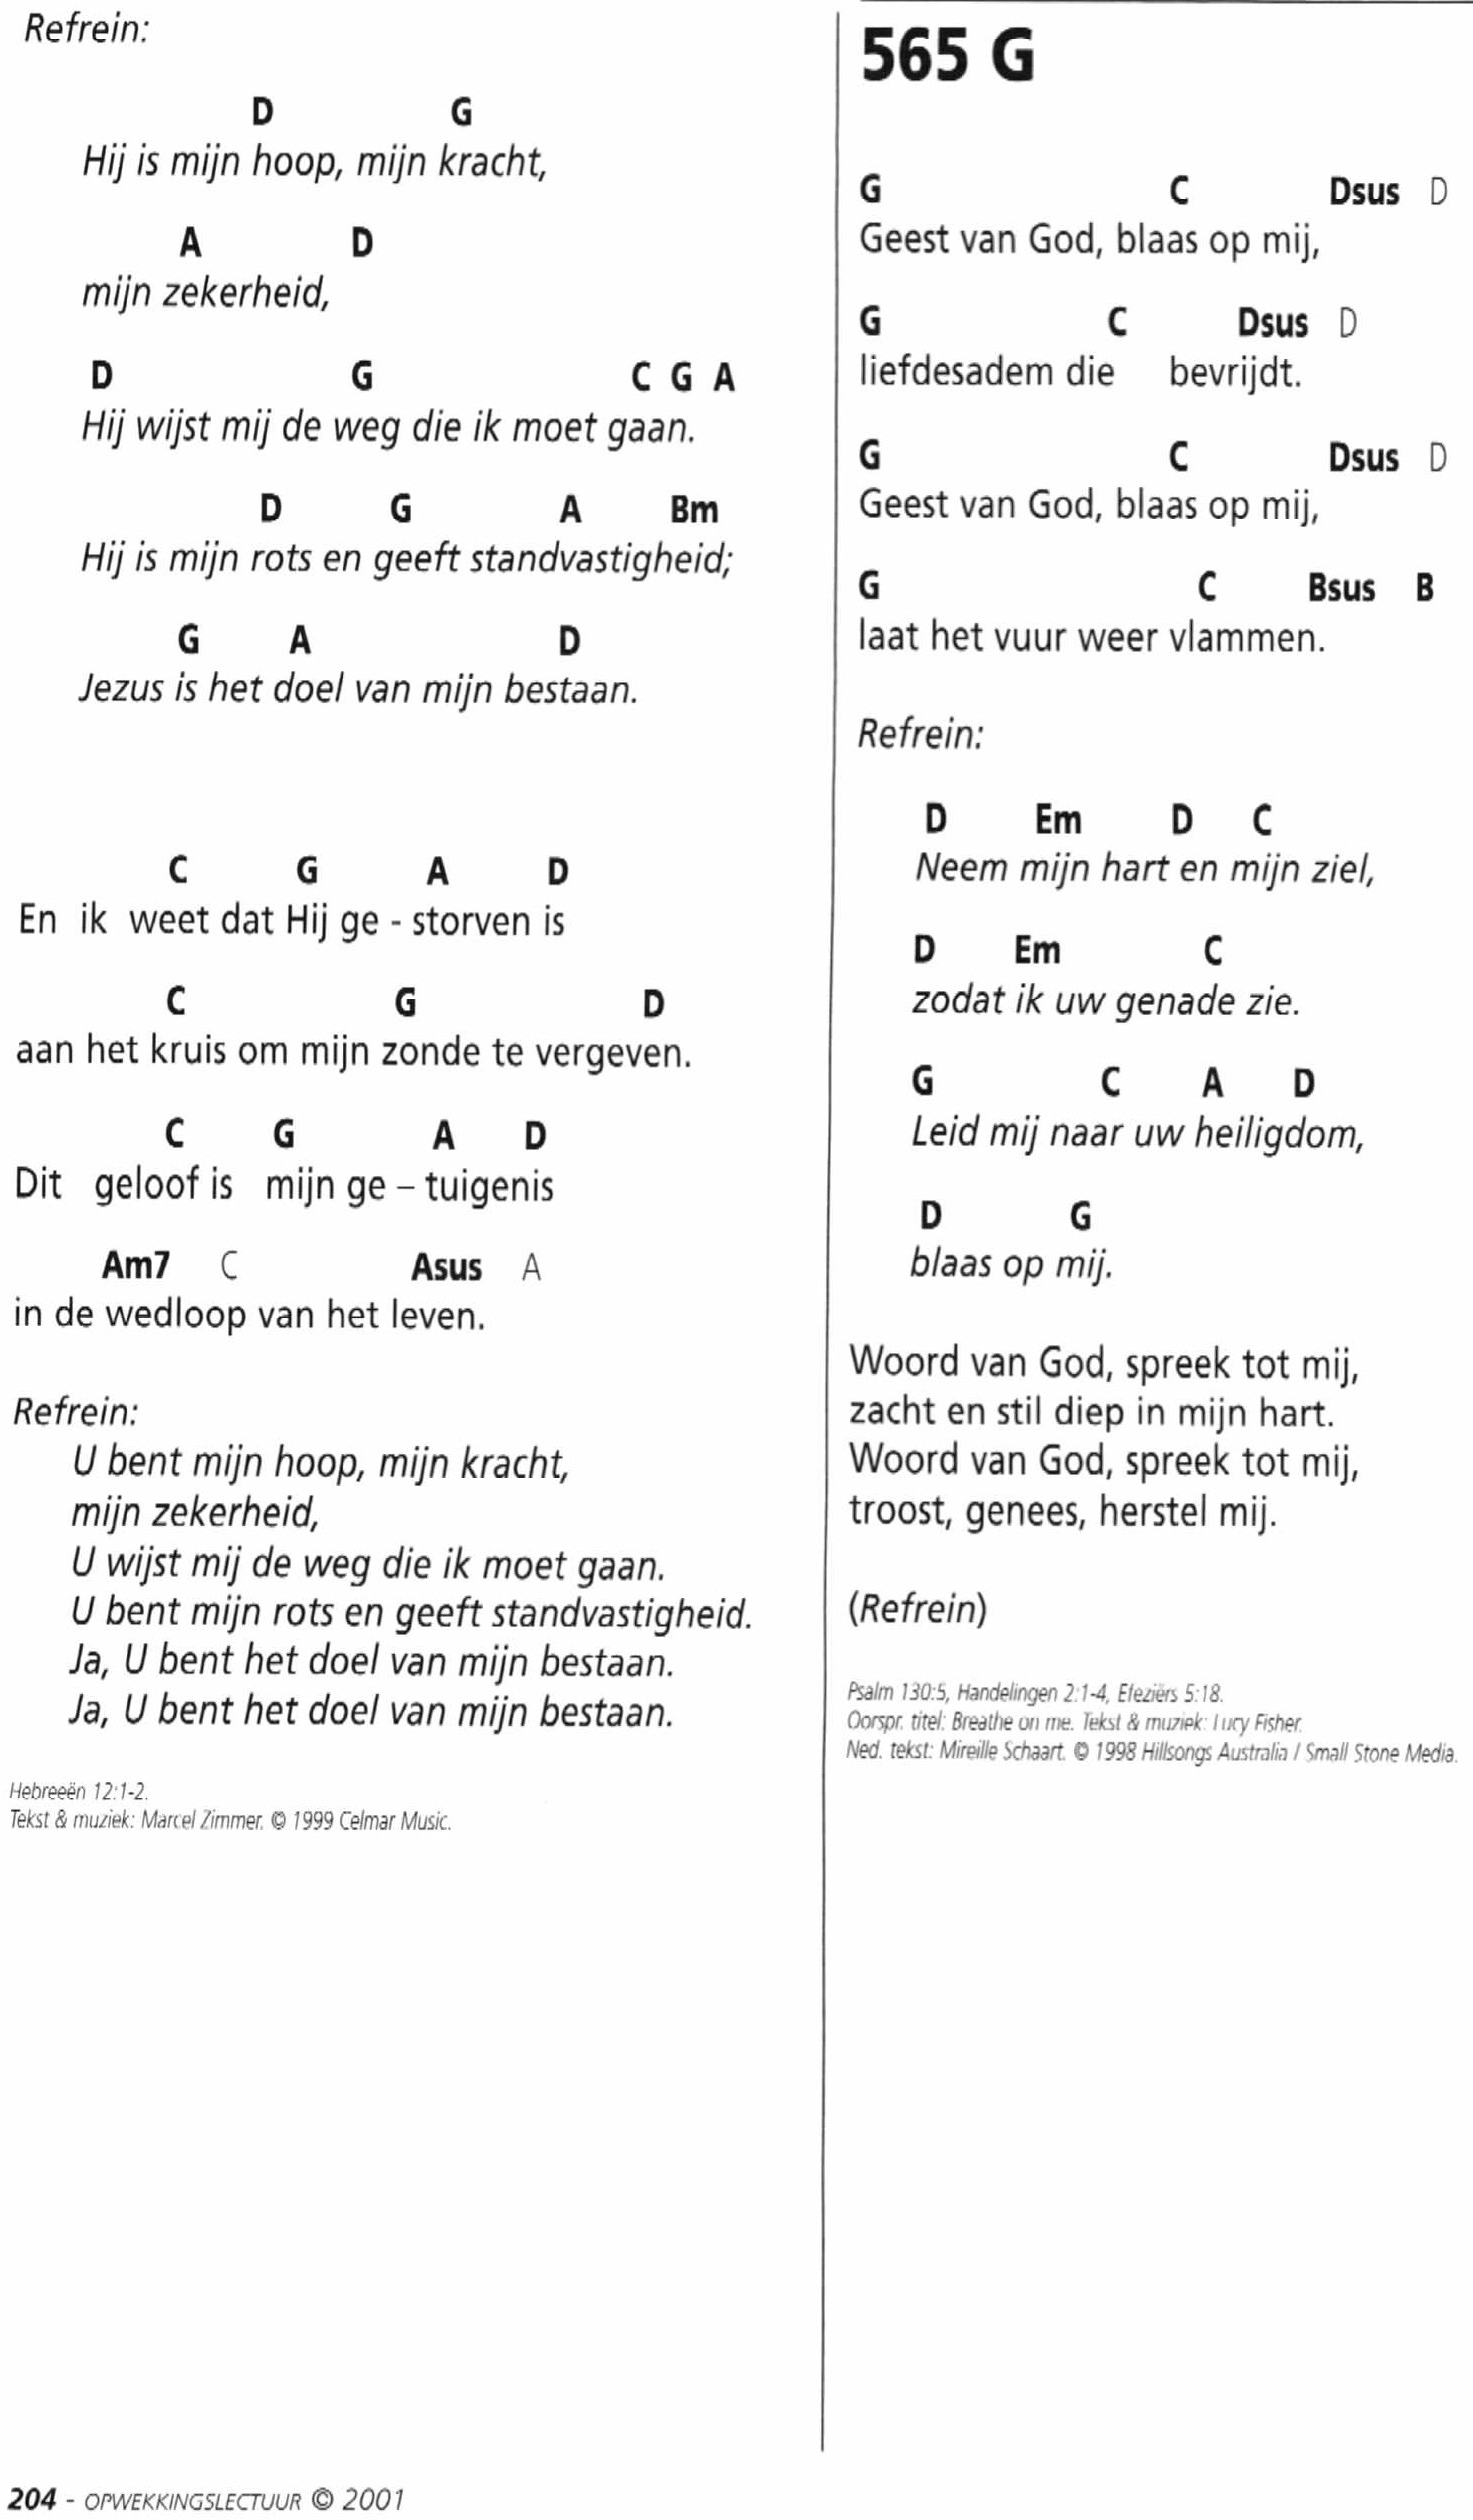 Refrein:
D G
Hij is mijn hoop, mijn kracht,
A D
mijn zekerheid,
D G C G A
Hij wijst mij de weg die ik moet gaan.
D G A Bm
Hij is mijn rots en geeft standvastigheid;
G A D
Jezus is het doel van mijn bestaan.
C G A D
En ik weet dat Hij ge - storven is
C G D
aan het kruis om mijn zonde te vergeven.
C G A D
Dit geloof is mijn ge – tuigenis
Am7 C Asus A
in de wedloop van het leven.
Refrein:
U bent mijn hoop, mijn kracht,
mijn zekerheid,
U wijst mij de weg die ik moet gaan.
U bent mijn rots en geeft standvastigheid.
Ja, U bent het doel van mijn bestaan.
Ja, U bent het doel van mijn bestaan.
Hebreeën 12:1-2.
Tekst & muziek: Marcel Zimmer. © 1999 Celmar Music.
565 G
G C Dsus D
Geest van God, blaas op mij,
G C Dsus D
liefdesadem die bevrijdt.
G C Dsus D
Geest van God, blaas op mij,
G C Bsus B
laat het vuur weer vlammen.
Refrein:
D Em D C
Neem mijn hart en mijn ziel,
D Em C
zodat ik uw genade zie.
G C A D
Leid mij naar uw heiligdom,
D G
blaas op mij.
Woord van God, spreek tot mij,
zacht en stil diep in mijn hart.
Woord van God, spreek tot mij,
troost, genees, herstel mij.
(Refrein)
Psalm 130:5, Handelingen 2:1-4, Efeziërs 5:18.
Oorspr. titel: Breathe on me. Tekst & muziek: Lucy Fisher.
Ned. tekst: Mireille Schaart. © 1998 Hillsongs Australia / Small Stone Media.
204 - OPWEKKINGSLECTUUR © 2001